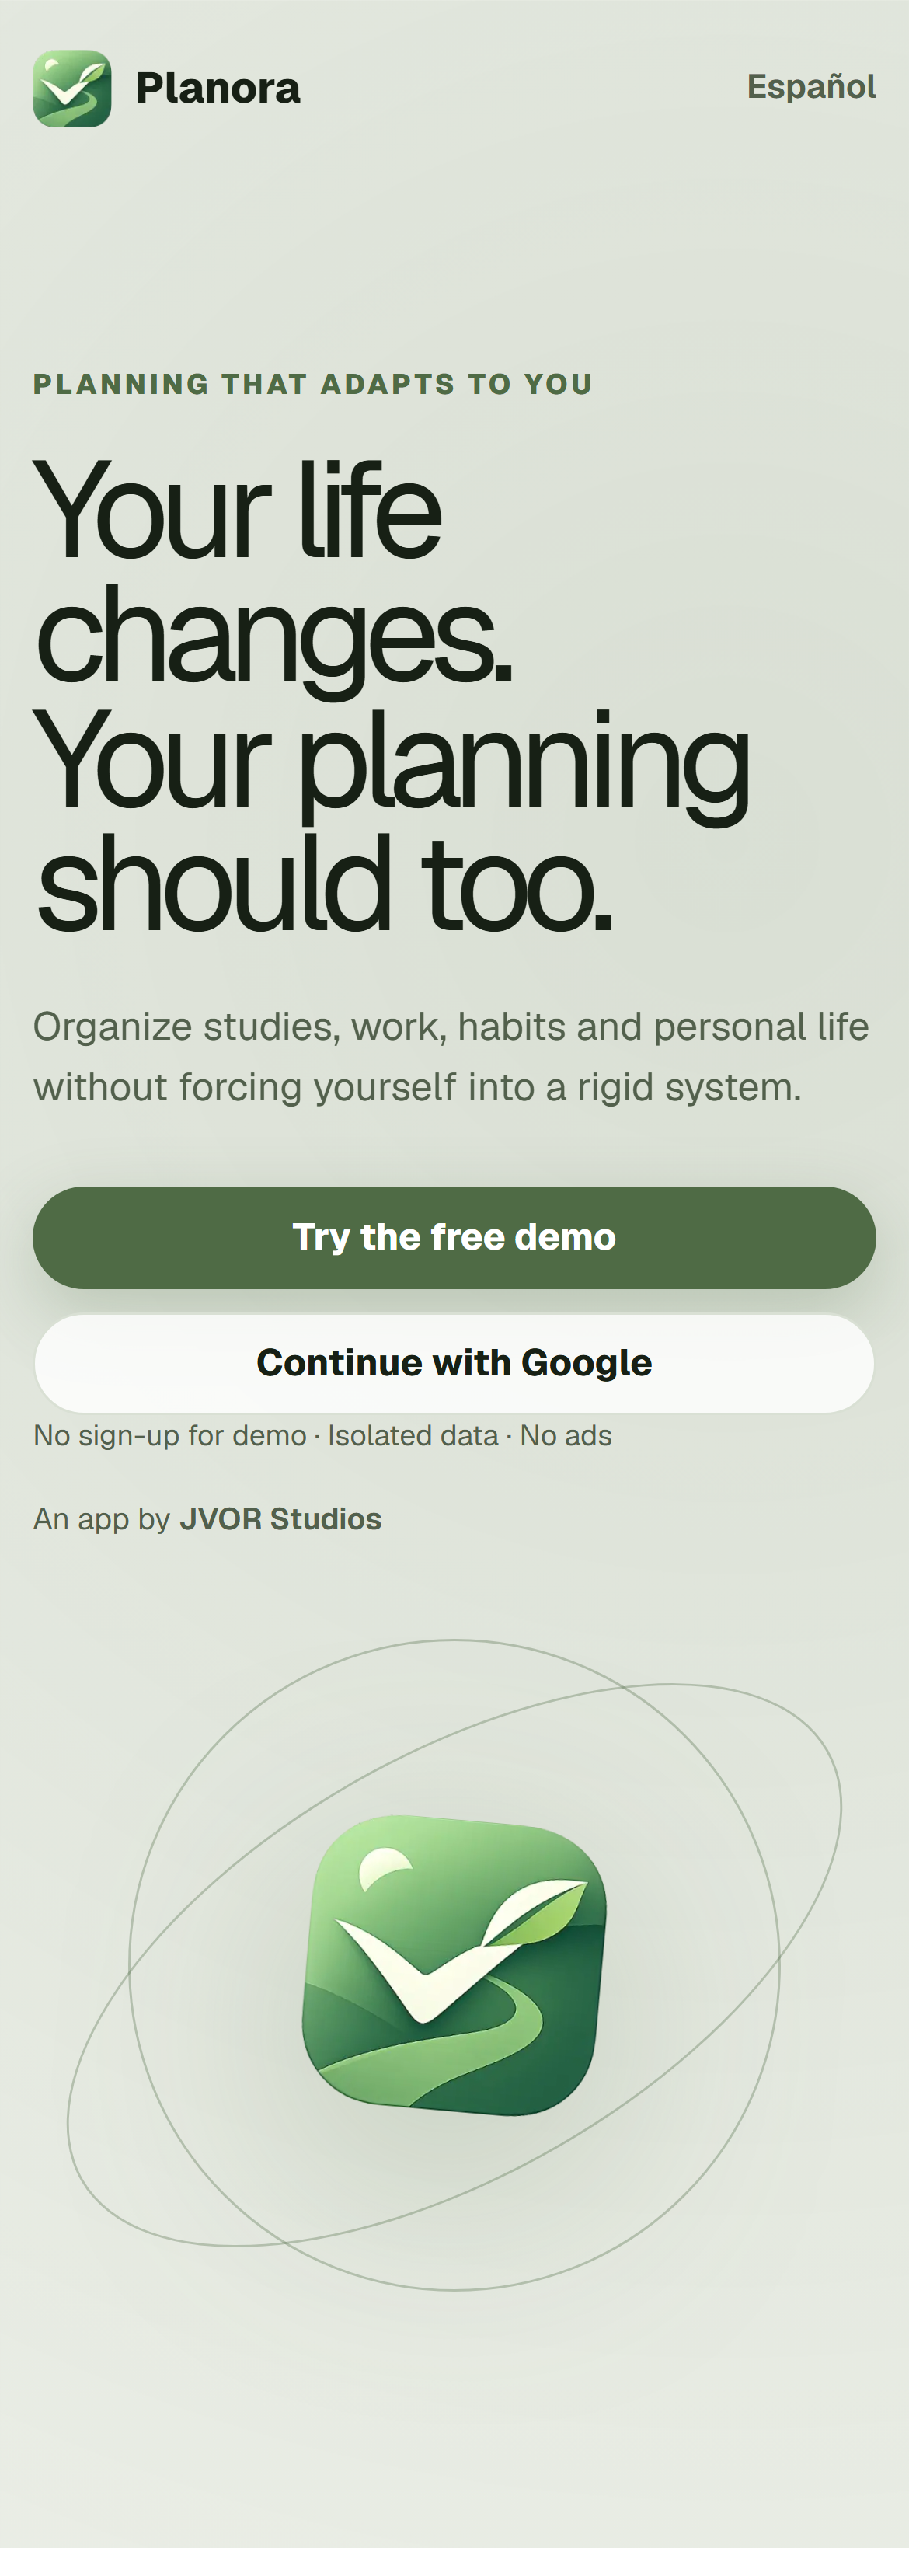 Planora
Español
PLANNING THAT ADAPTS TO YOU
Your life
changes.
Your planning
should too.
Organize studies, work, habits and personal life
without forcing yourself into a rigid system.
Try the free demo
Continue with Google
No sign-up for demo · Isolated data · No ads
An app by JVOR Studios